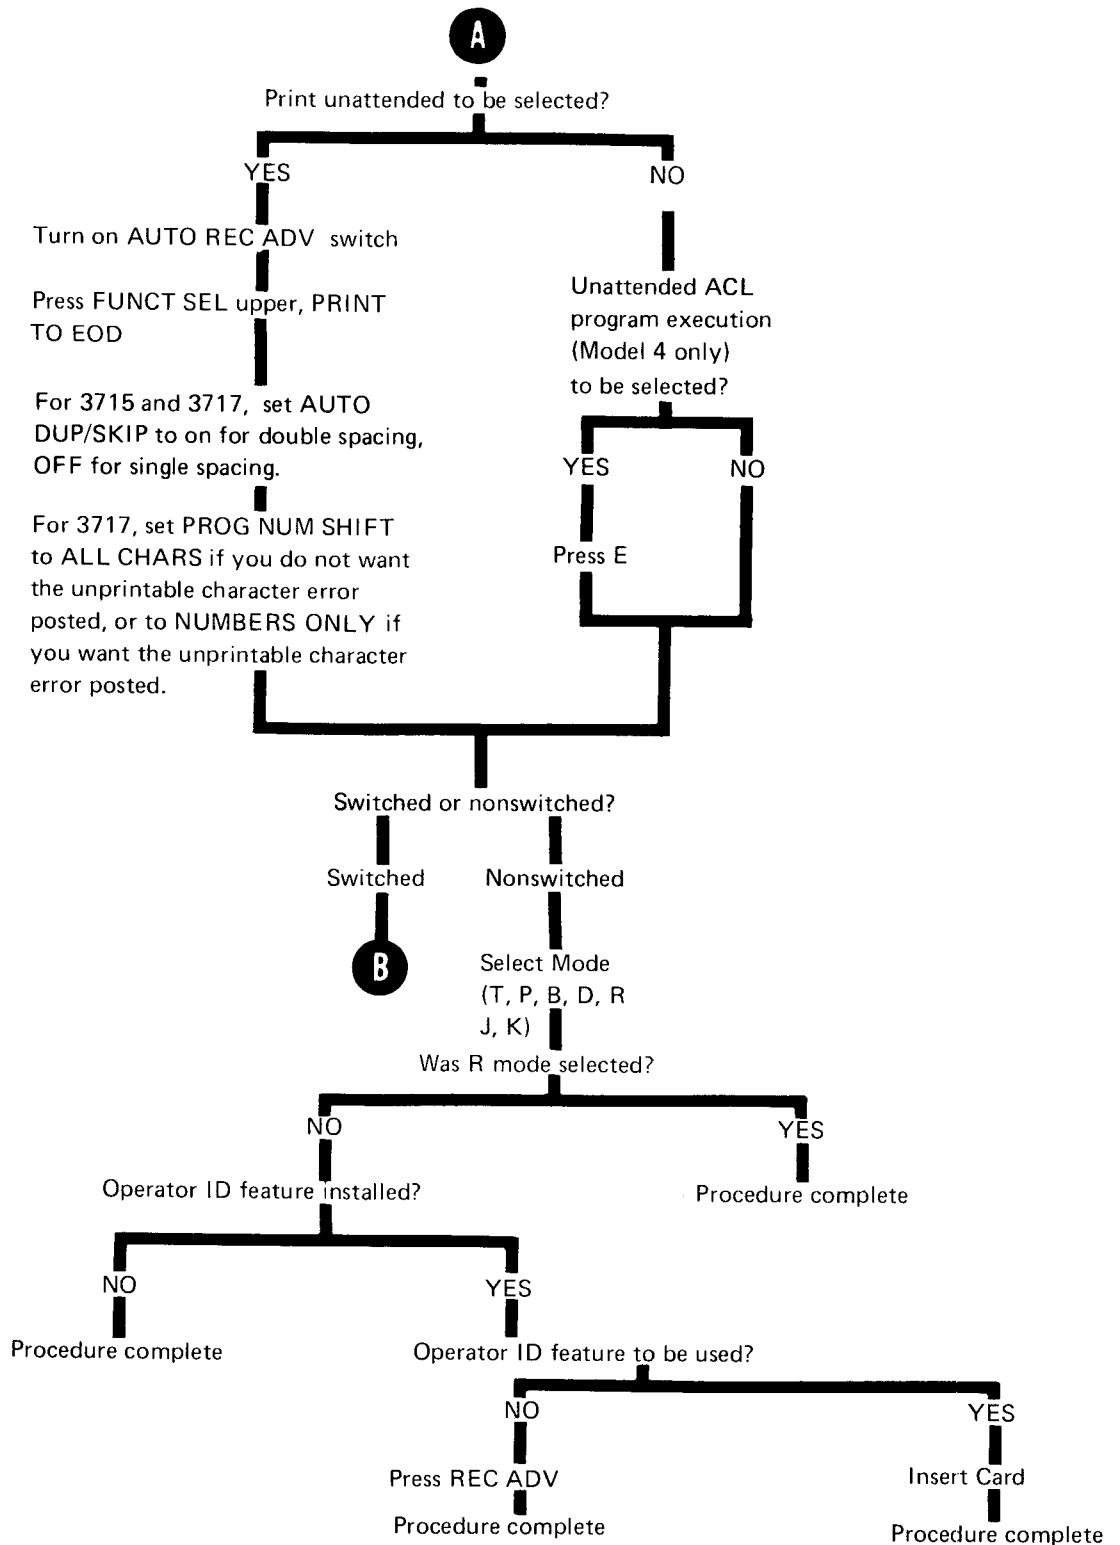 A
Print unattended to be selected?
YES
NO
Turn on AUTO REC ADV switch
Press FUNCT SEL upper, PRINT
TO EOD
For 3715 and 3717, set AUTO
DUP/SKIP to on for double spacing,
OFF for single spacing.
For 3717, set PROG NUM SHIFT
to ALL CHARS if you do not want
the unprintable character error
posted, or to NUMBERS ONLY if
you want the unprintable character
error posted.
Unattended ACL
program execution
(Model 4 only)
to be selected?
YES
NO
Press E
Switched or nonswitched?
Switched
Nonswitched
B
Select Mode
(T, P, B, D, R
J, K)
Was R mode selected?
NO
YES
Operator ID feature installed?
Procedure complete
NO
YES
Procedure complete
Operator ID feature to be used?
NO
YES
Press REC ADV
Insert Card
Procedure complete
Procedure complete